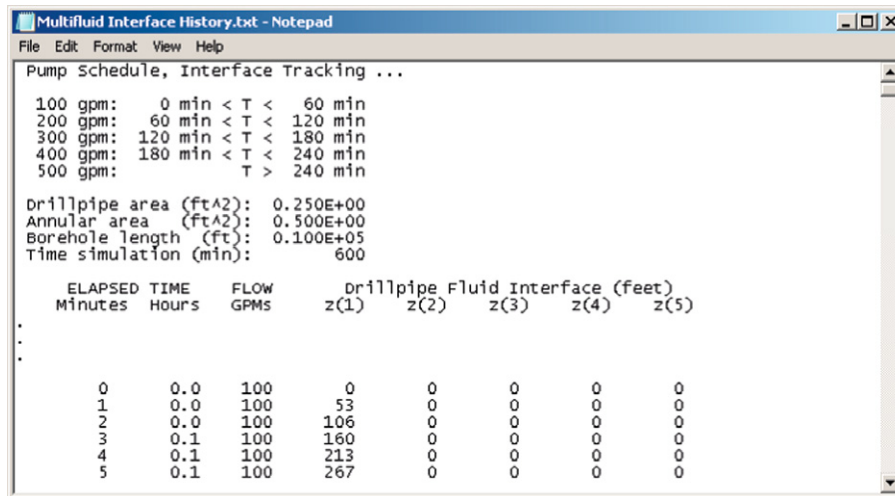 Multifluid Interface History.txt - Notepad
File Edit Format View Help
Pump Schedule, Interface Tracking ...
100 gpm: 0 min < T < 60 min
200 gpm: 60 min < T < 120 min
300 gpm: 120 min < T < 180 min
400 gpm: 180 min < T < 240 min
500 gpm: T > 240 min
Drillpipe area (ft^2): 0.250E+00
Annular area (ft^2): 0.500E+00
Borehole length (ft): 0.100E+05
Time simulation (min): 600
ELAPSED TIME FLOW Drillpipe Fluid Interface (feet)
Minutes Hours GPMs z(1) z(2) z(3) z(4) z(5)
.
.
.
0 0.0 100 0 0 0 0 0
1 0.0 100 53 0 0 0 0
2 0.0 100 106 0 0 0 0
3 0.1 100 160 0 0 0 0
4 0.1 100 213 0 0 0 0
5 0.1 100 267 0 0 0 0